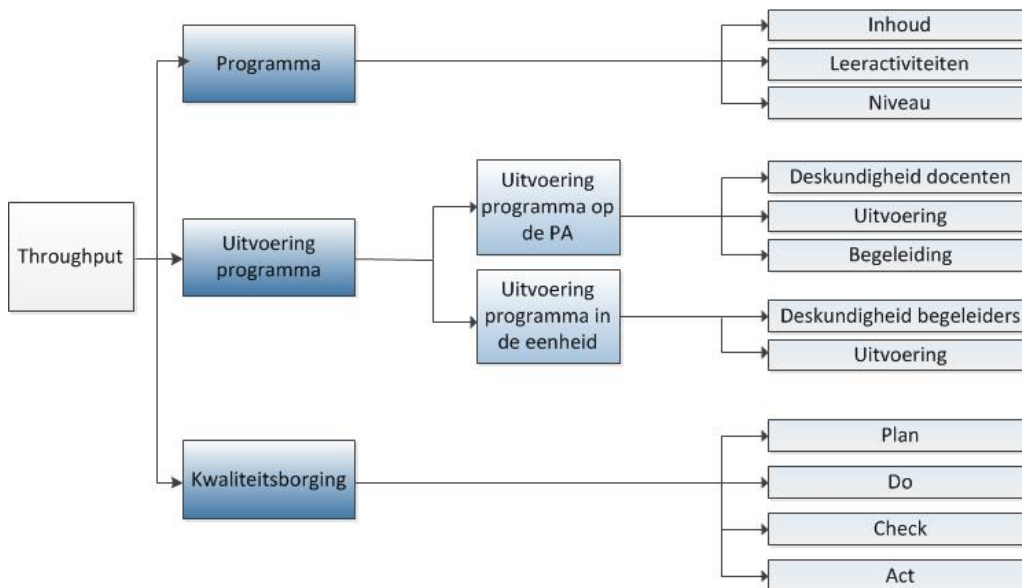 Throughput
Programma
Inhoud
Leeractiviteiten
Niveau
Uitvoering
programma
Uitvoering
programma op
de PA
Deskundigheid docenten
Uitvoering
Begeleiding
Uitvoering
programma in
de eenheid
Deskundigheid begeleiders
Uitvoering
Kwaliteitsborging
Plan
Do
Check
Act